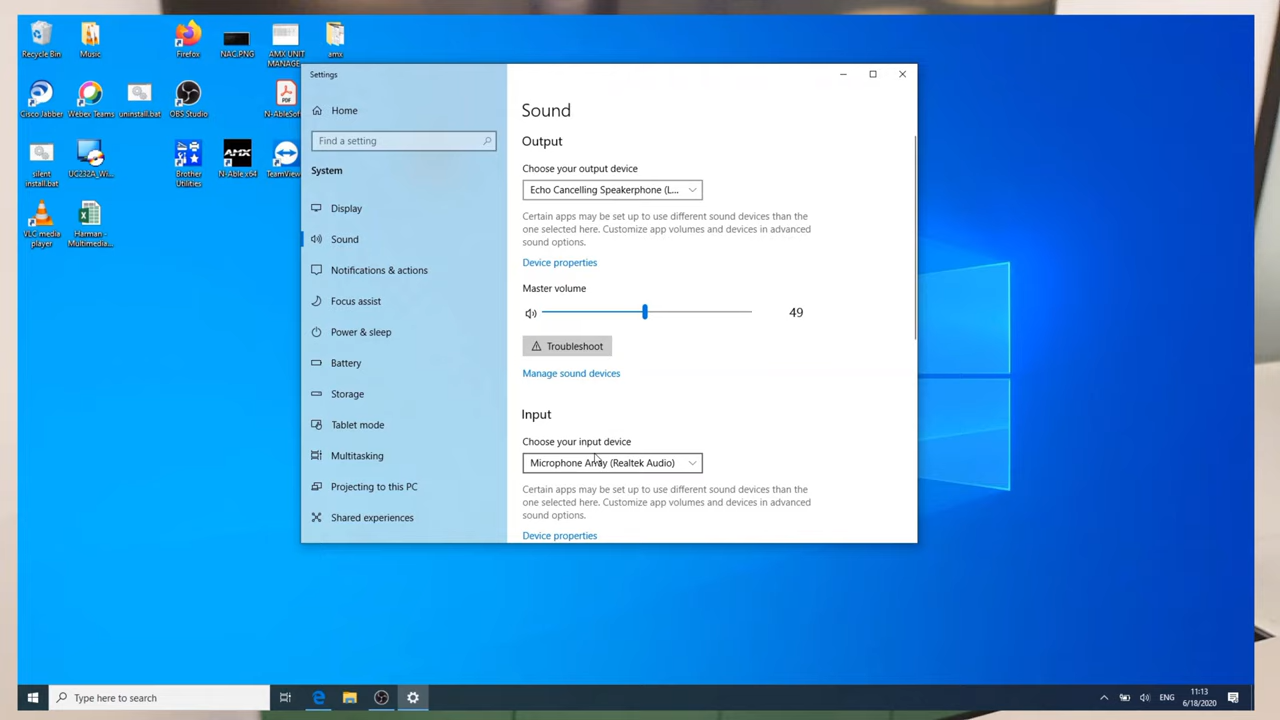 Recycle Bin
Music
Firefox
NAC.PNG
AMX UNIT
MANAGE...
amx
Cisco Jabber
Webex Teams
uninstall.bat
OBS Studio
PDF
N-AbleSof
silent
install.bat
UC232A_Wi...
Brother
Utilities
AMX
N-Able x64
TeamView
VLC media
player
Harman -
Multimedia...
Settings
Home
Find a setting
System
Display
Sound
Notifications & actions
Focus assist
Power & sleep
Battery
Storage
Tablet mode
Multitasking
Projecting to this PC
Shared experiences
Sound
Output
Choose your output device
Echo Cancelling Speakerphone (L...
Certain apps may be set up to use different sound devices than the
one selected here. Customize app volumes and devices in advanced
sound options.
Device properties
Master volume
49
Troubleshoot
Manage sound devices
Input
Choose your input device
Microphone Array (Realtek Audio)
Certain apps may be set up to use different sound devices than the
one selected here. Customize app volumes and devices in advanced
sound options.
Device properties
Type here to search
ENG
11:13
6/18/2020